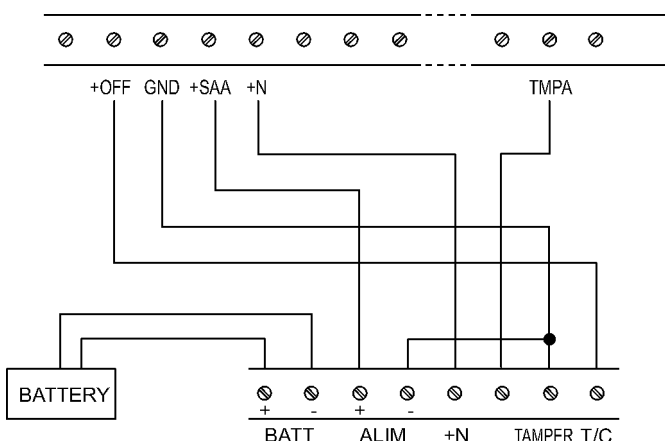 +OFF GND +SAA +N TMPA
BATTERY
+ - + -
BATT ALIM +N TAMPER T/C